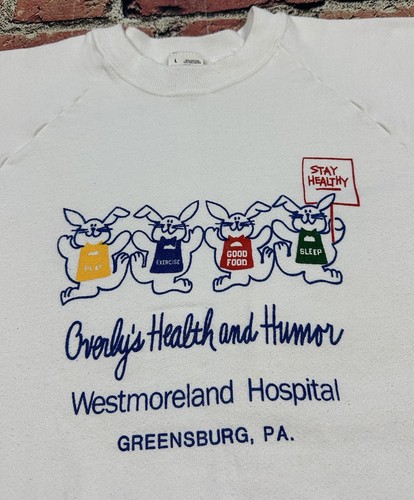 L
STAY
HEALTHY
PLAY
EXERCISE
GOOD
FOOD
SLEEP
Overly's Health and Humor
Westmoreland Hospital
GREENSBURG, PA.